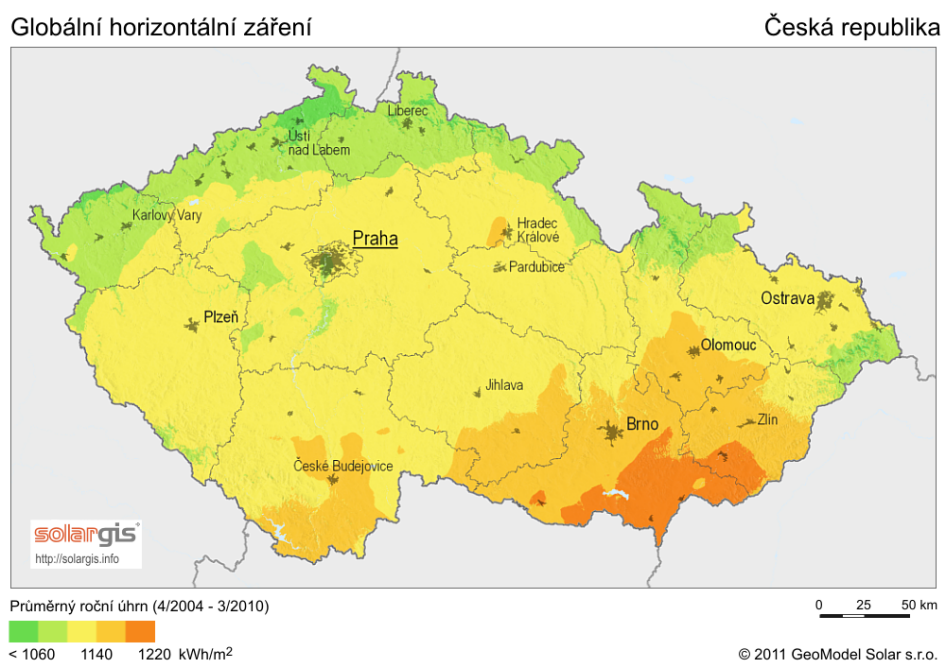 Globální horizontální záření
Česká republika
Liberec
Ústí
nad Labem
Karlovy Vary
Hradec
Králové
Praha
Pardubice
Ostrava
Plzeň
Olomouc
Jihlava
Brno
Zlín
České Budejovice
solargis
http://solargis.info
Průměrný roční úhrn (4/2004 - 3/2010)
0 25 50 km
< 1060 1140 1220 kWh/m²
© 2011 GeoModel Solar s.r.o.